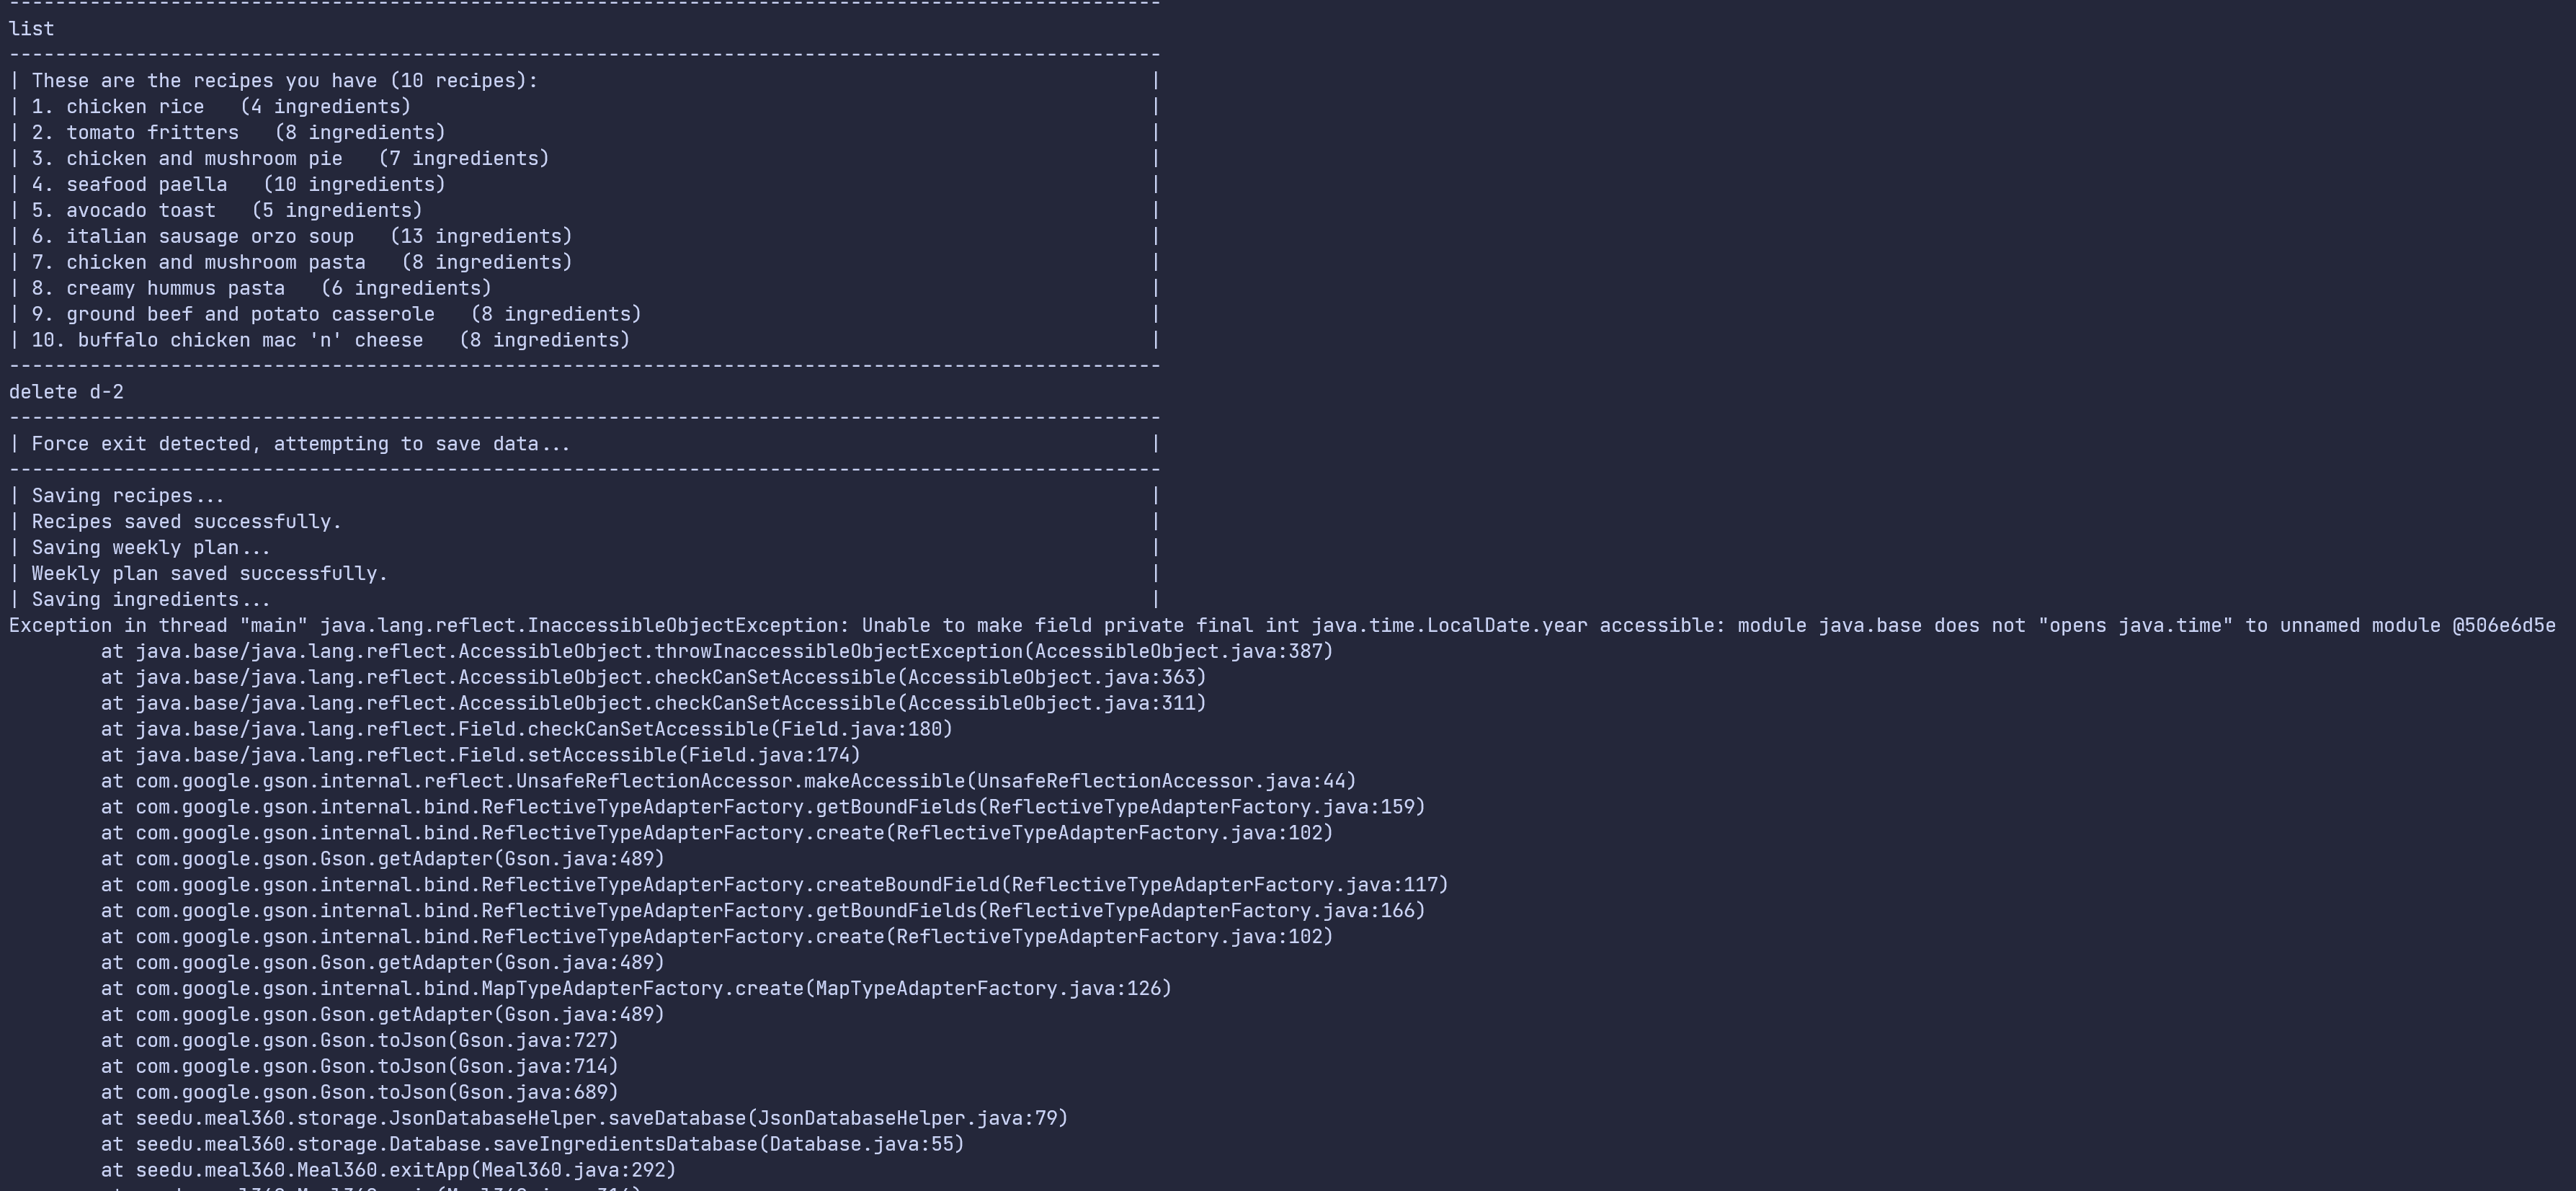 ----------------------------------------------------------------------------------------------------
list
----------------------------------------------------------------------------------------------------
| These are the recipes you have (10 recipes):                                                     |
| 1. chicken rice   (4 ingredients)                                                                |
| 2. tomato fritters   (8 ingredients)                                                             |
| 3. chicken and mushroom pie   (7 ingredients)                                                    |
| 4. seafood paella   (10 ingredients)                                                             |
| 5. avocado toast   (5 ingredients)                                                               |
| 6. italian sausage orzo soup   (13 ingredients)                                                  |
| 7. chicken and mushroom pasta   (8 ingredients)                                                  |
| 8. creamy hummus pasta   (6 ingredients)                                                         |
| 9. ground beef and potato casserole   (8 ingredients)                                            |
| 10. buffalo chicken mac 'n' cheese   (8 ingredients)                                             |
----------------------------------------------------------------------------------------------------
delete d-2
----------------------------------------------------------------------------------------------------
| Force exit detected, attempting to save data...                                                  |
----------------------------------------------------------------------------------------------------
| Saving recipes...                                                                                |
| Recipes saved successfully.                                                                      |
| Saving weekly plan...                                                                            |
| Weekly plan saved successfully.                                                                  |
| Saving ingredients...                                                                            |
Exception in thread "main" java.lang.reflect.InaccessibleObjectException: Unable to make field private final int java.time.LocalDate.year accessible: module java.base does not "opens java.time" to unnamed module @506e6d5e
        at java.base/java.lang.reflect.AccessibleObject.throwInaccessibleObjectException(AccessibleObject.java:387)
        at java.base/java.lang.reflect.AccessibleObject.checkCanSetAccessible(AccessibleObject.java:363)
        at java.base/java.lang.reflect.AccessibleObject.checkCanSetAccessible(AccessibleObject.java:311)
        at java.base/java.lang.reflect.Field.checkCanSetAccessible(Field.java:180)
        at java.base/java.lang.reflect.Field.setAccessible(Field.java:174)
        at com.google.gson.internal.reflect.UnsafeReflectionAccessor.makeAccessible(UnsafeReflectionAccessor.java:44)
        at com.google.gson.internal.bind.ReflectiveTypeAdapterFactory.getBoundFields(ReflectiveTypeAdapterFactory.java:159)
        at com.google.gson.internal.bind.ReflectiveTypeAdapterFactory.create(ReflectiveTypeAdapterFactory.java:102)
        at com.google.gson.Gson.getAdapter(Gson.java:489)
        at com.google.gson.internal.bind.ReflectiveTypeAdapterFactory.createBoundField(ReflectiveTypeAdapterFactory.java:117)
        at com.google.gson.internal.bind.ReflectiveTypeAdapterFactory.getBoundFields(ReflectiveTypeAdapterFactory.java:166)
        at com.google.gson.internal.bind.ReflectiveTypeAdapterFactory.create(ReflectiveTypeAdapterFactory.java:102)
        at com.google.gson.Gson.getAdapter(Gson.java:489)
        at com.google.gson.internal.bind.MapTypeAdapterFactory.create(MapTypeAdapterFactory.java:126)
        at com.google.gson.Gson.getAdapter(Gson.java:489)
        at com.google.gson.Gson.toJson(Gson.java:727)
        at com.google.gson.Gson.toJson(Gson.java:714)
        at com.google.gson.Gson.toJson(Gson.java:689)
        at seedu.meal360.storage.JsonDatabaseHelper.saveDatabase(JsonDatabaseHelper.java:79)
        at seedu.meal360.storage.Database.saveIngredientsDatabase(Database.java:55)
        at seedu.meal360.Meal360.exitApp(Meal360.java:292)